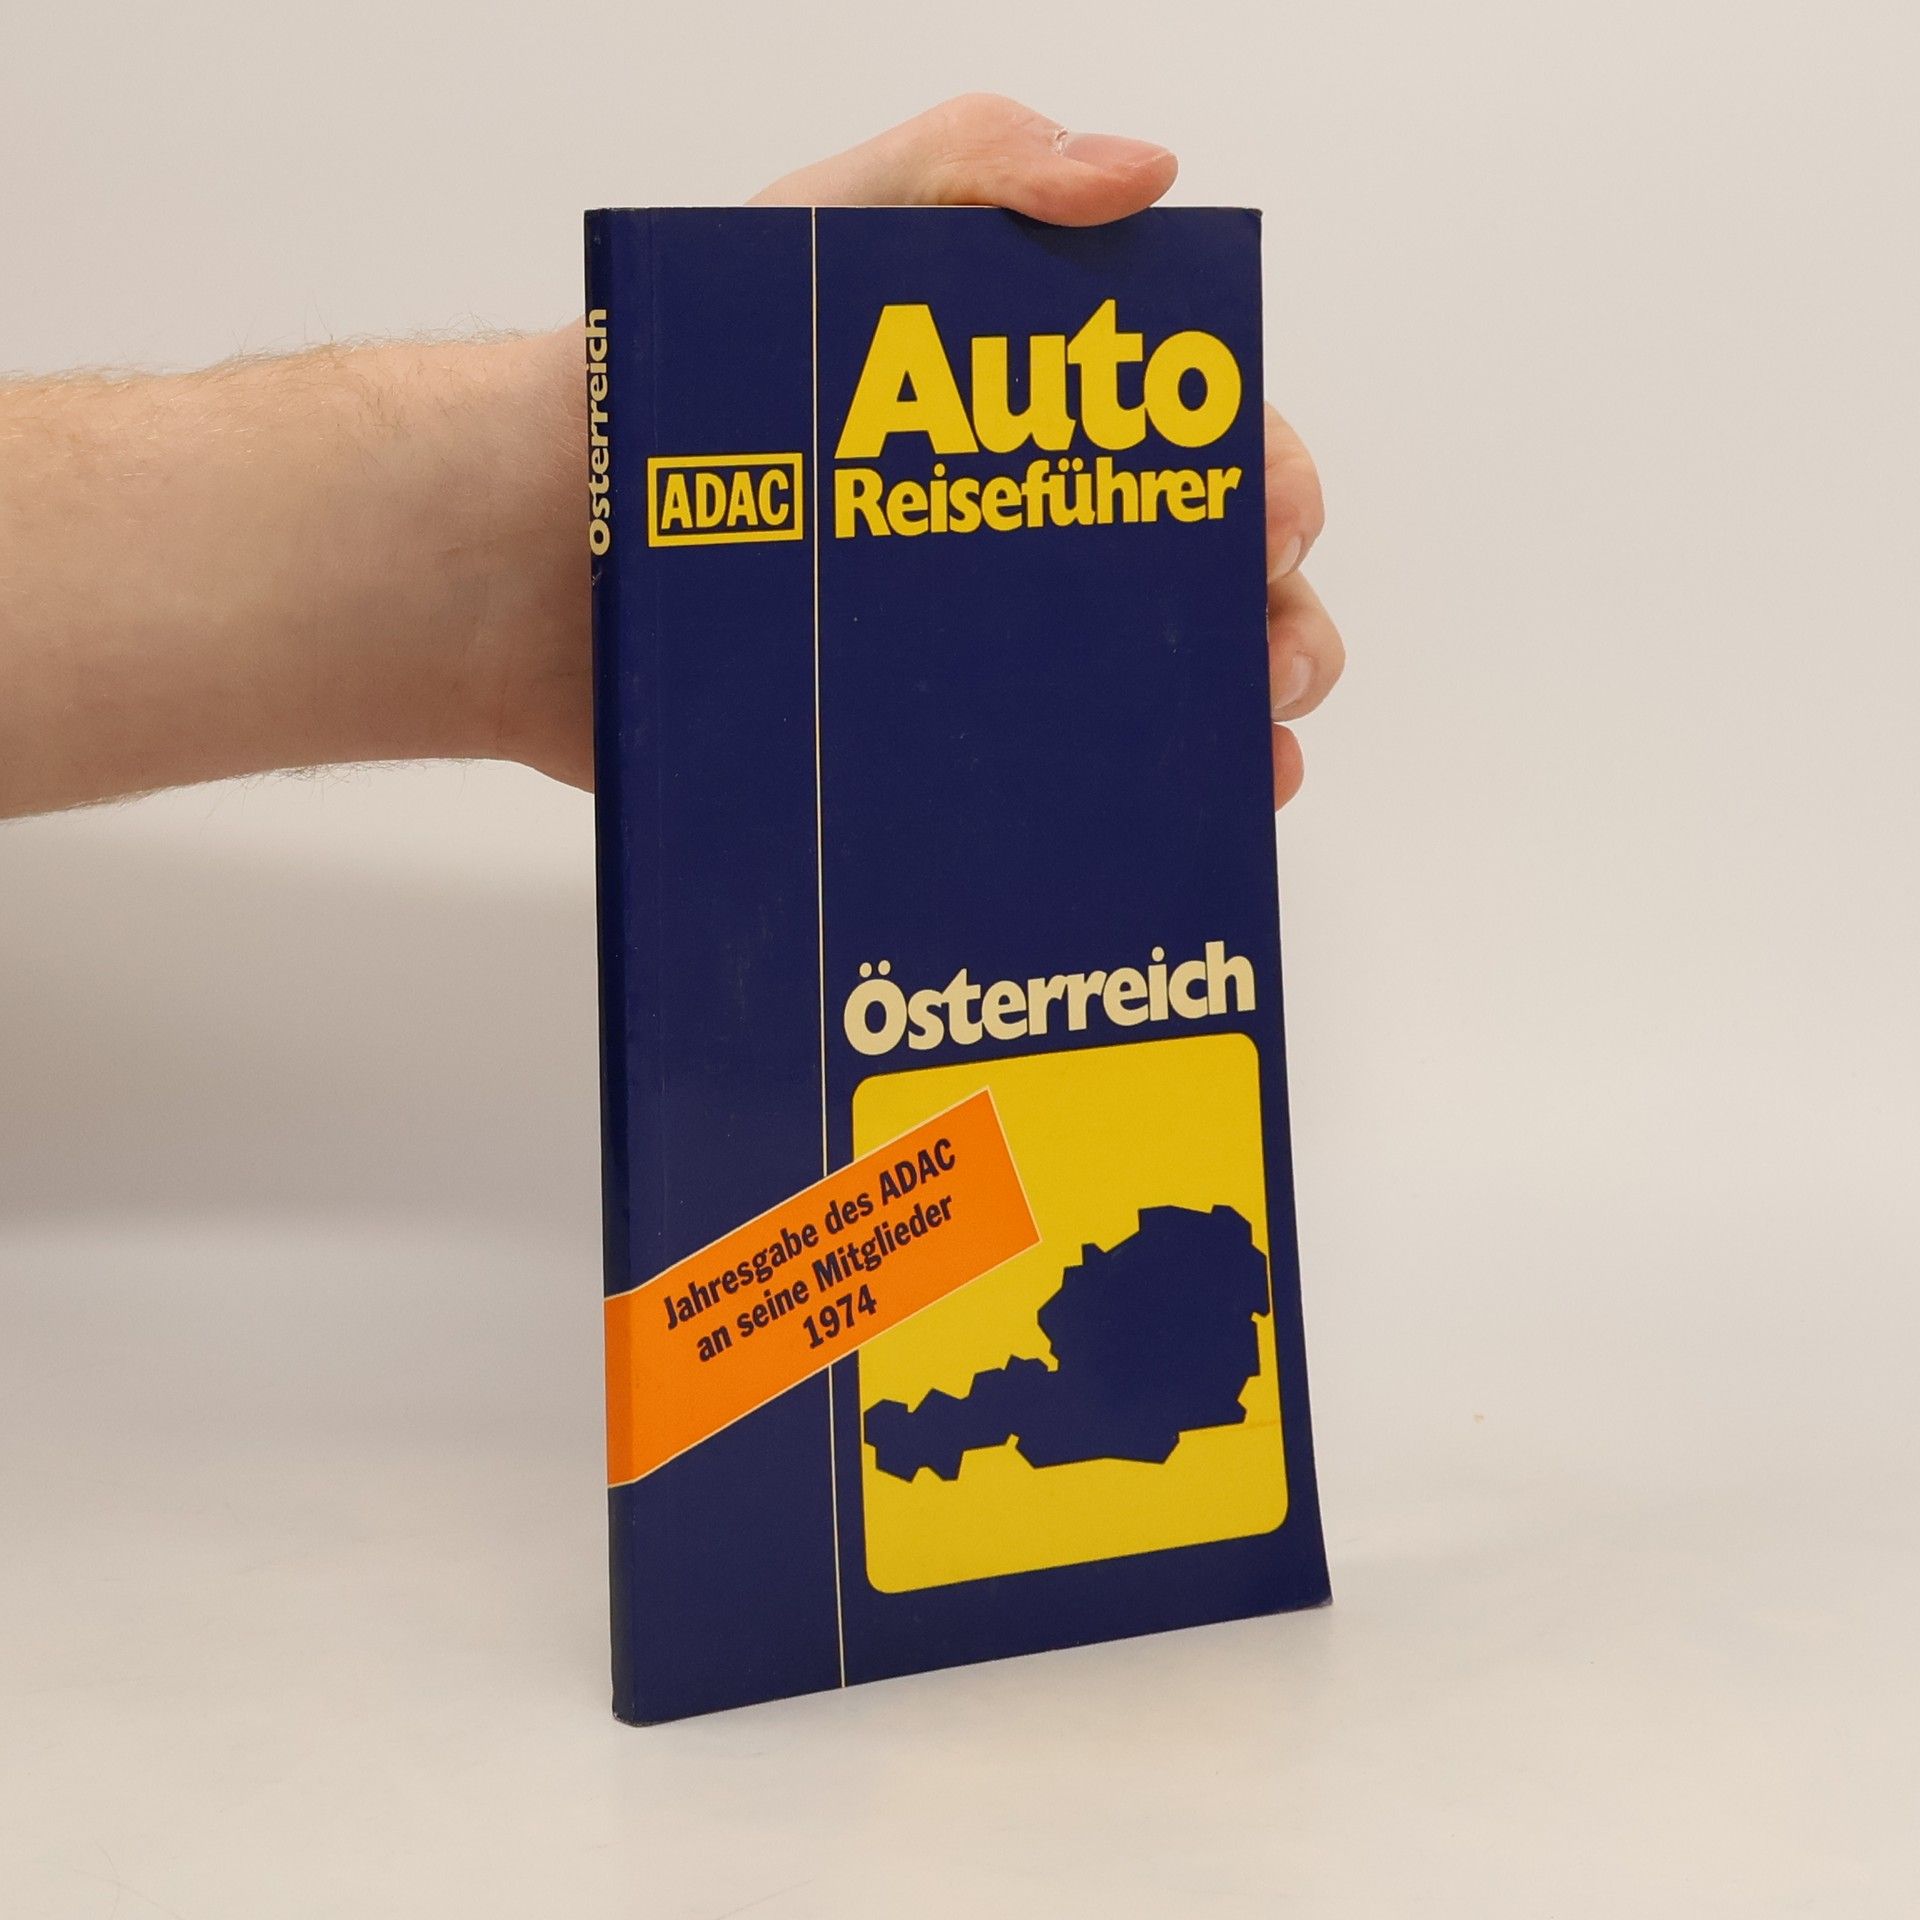 Österreich
ADAC
Auto
Reiseführer
Österreich
Jahresgabe des ADAC
an seine Mitglieder
1974